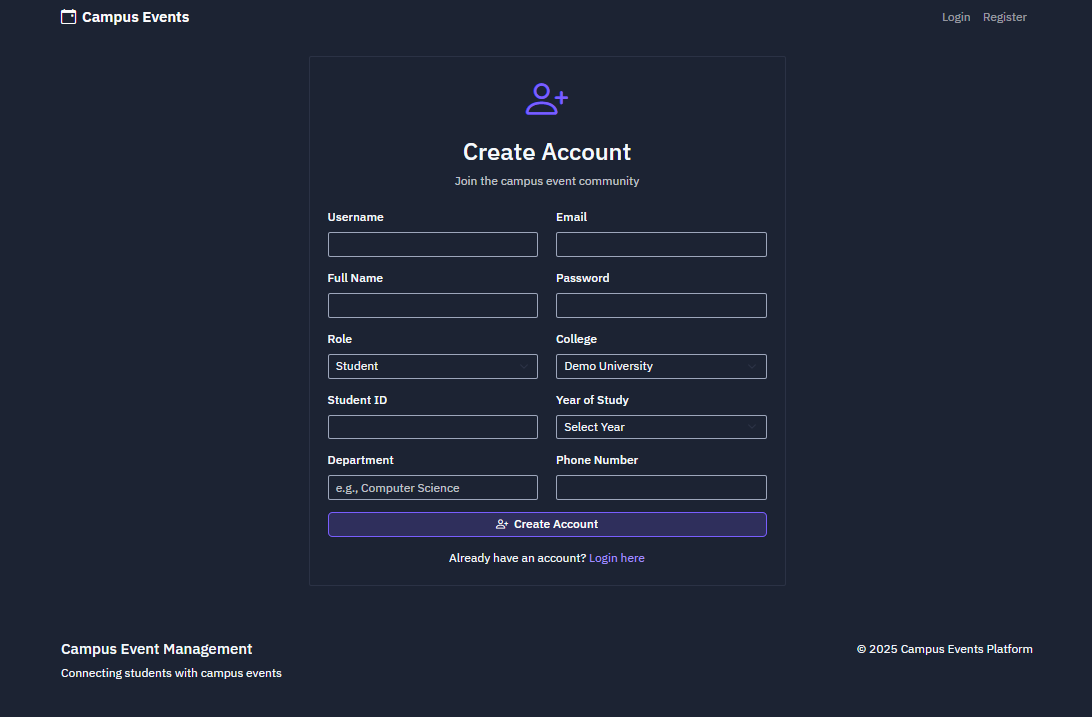 Campus Events
Login Register
Create Account
Join the campus event community
Username Email
Full Name Password
Role College
Student Demo University
Student ID Year of Study
Select Year
Department Phone Number
e.g., Computer Science
Create Account
Already have an account? Login here
Campus Event Management © 2025 Campus Events Platform
Connecting students with campus events